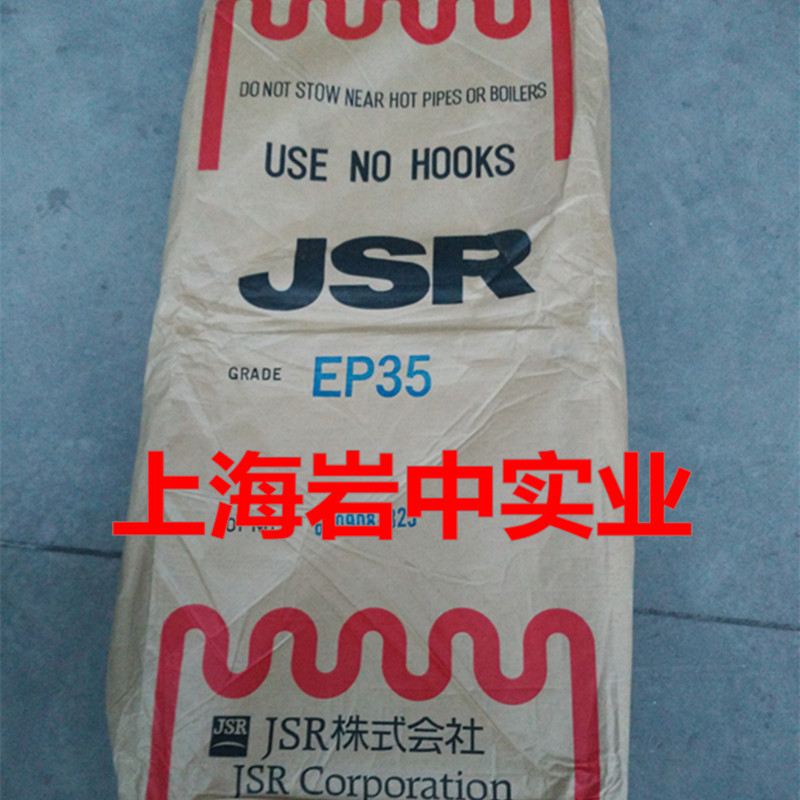 DO NOT STOW NEAR HOT PIPES OR BOILERS
USE NO HOOKS
JSR
GRADE EP35
上海岩中实业
JSR JSR株式会社
JSR Corporation